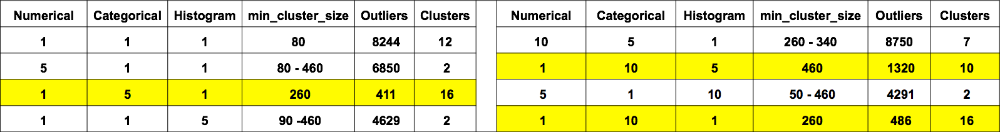 Numerical Categorical Histogram min_cluster_size Outliers Clusters Numerical Categorical Histogram min_cluster_size Outliers Clusters
1 1 1 80 8244 12 10 5 1 260 - 340 8750 7
5 1 1 80 - 460 6850 2 1 10 5 460 1320 10
1 5 1 260 411 16 5 1 10 50 - 460 4291 2
1 1 5 90 -460 4629 2 1 10 1 260 486 16